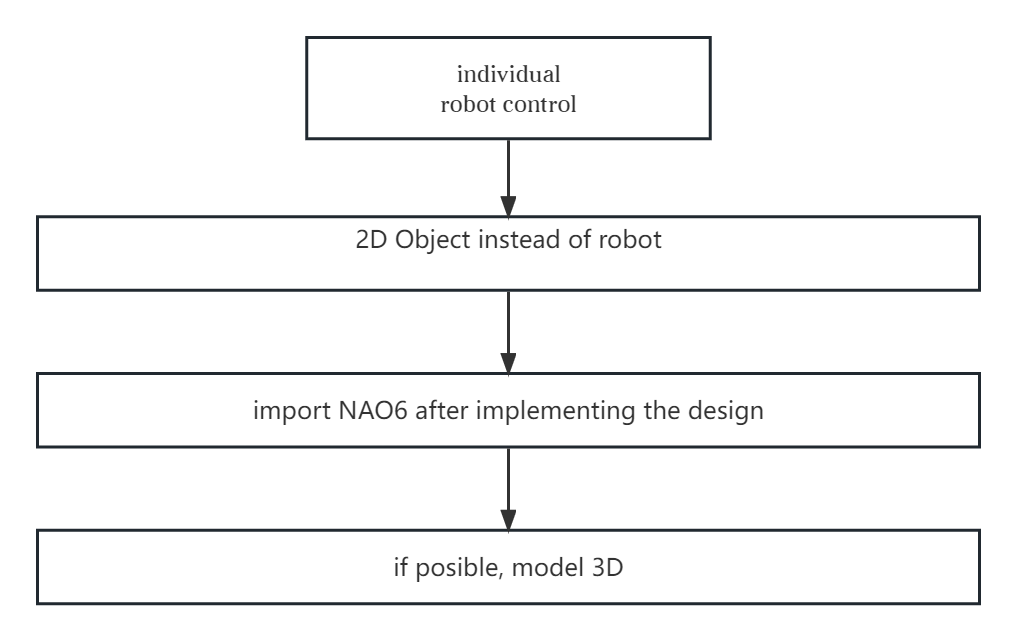 individual
robot control
2D Object instead of robot
import NAO6 after implementing the design
if posible, model 3D